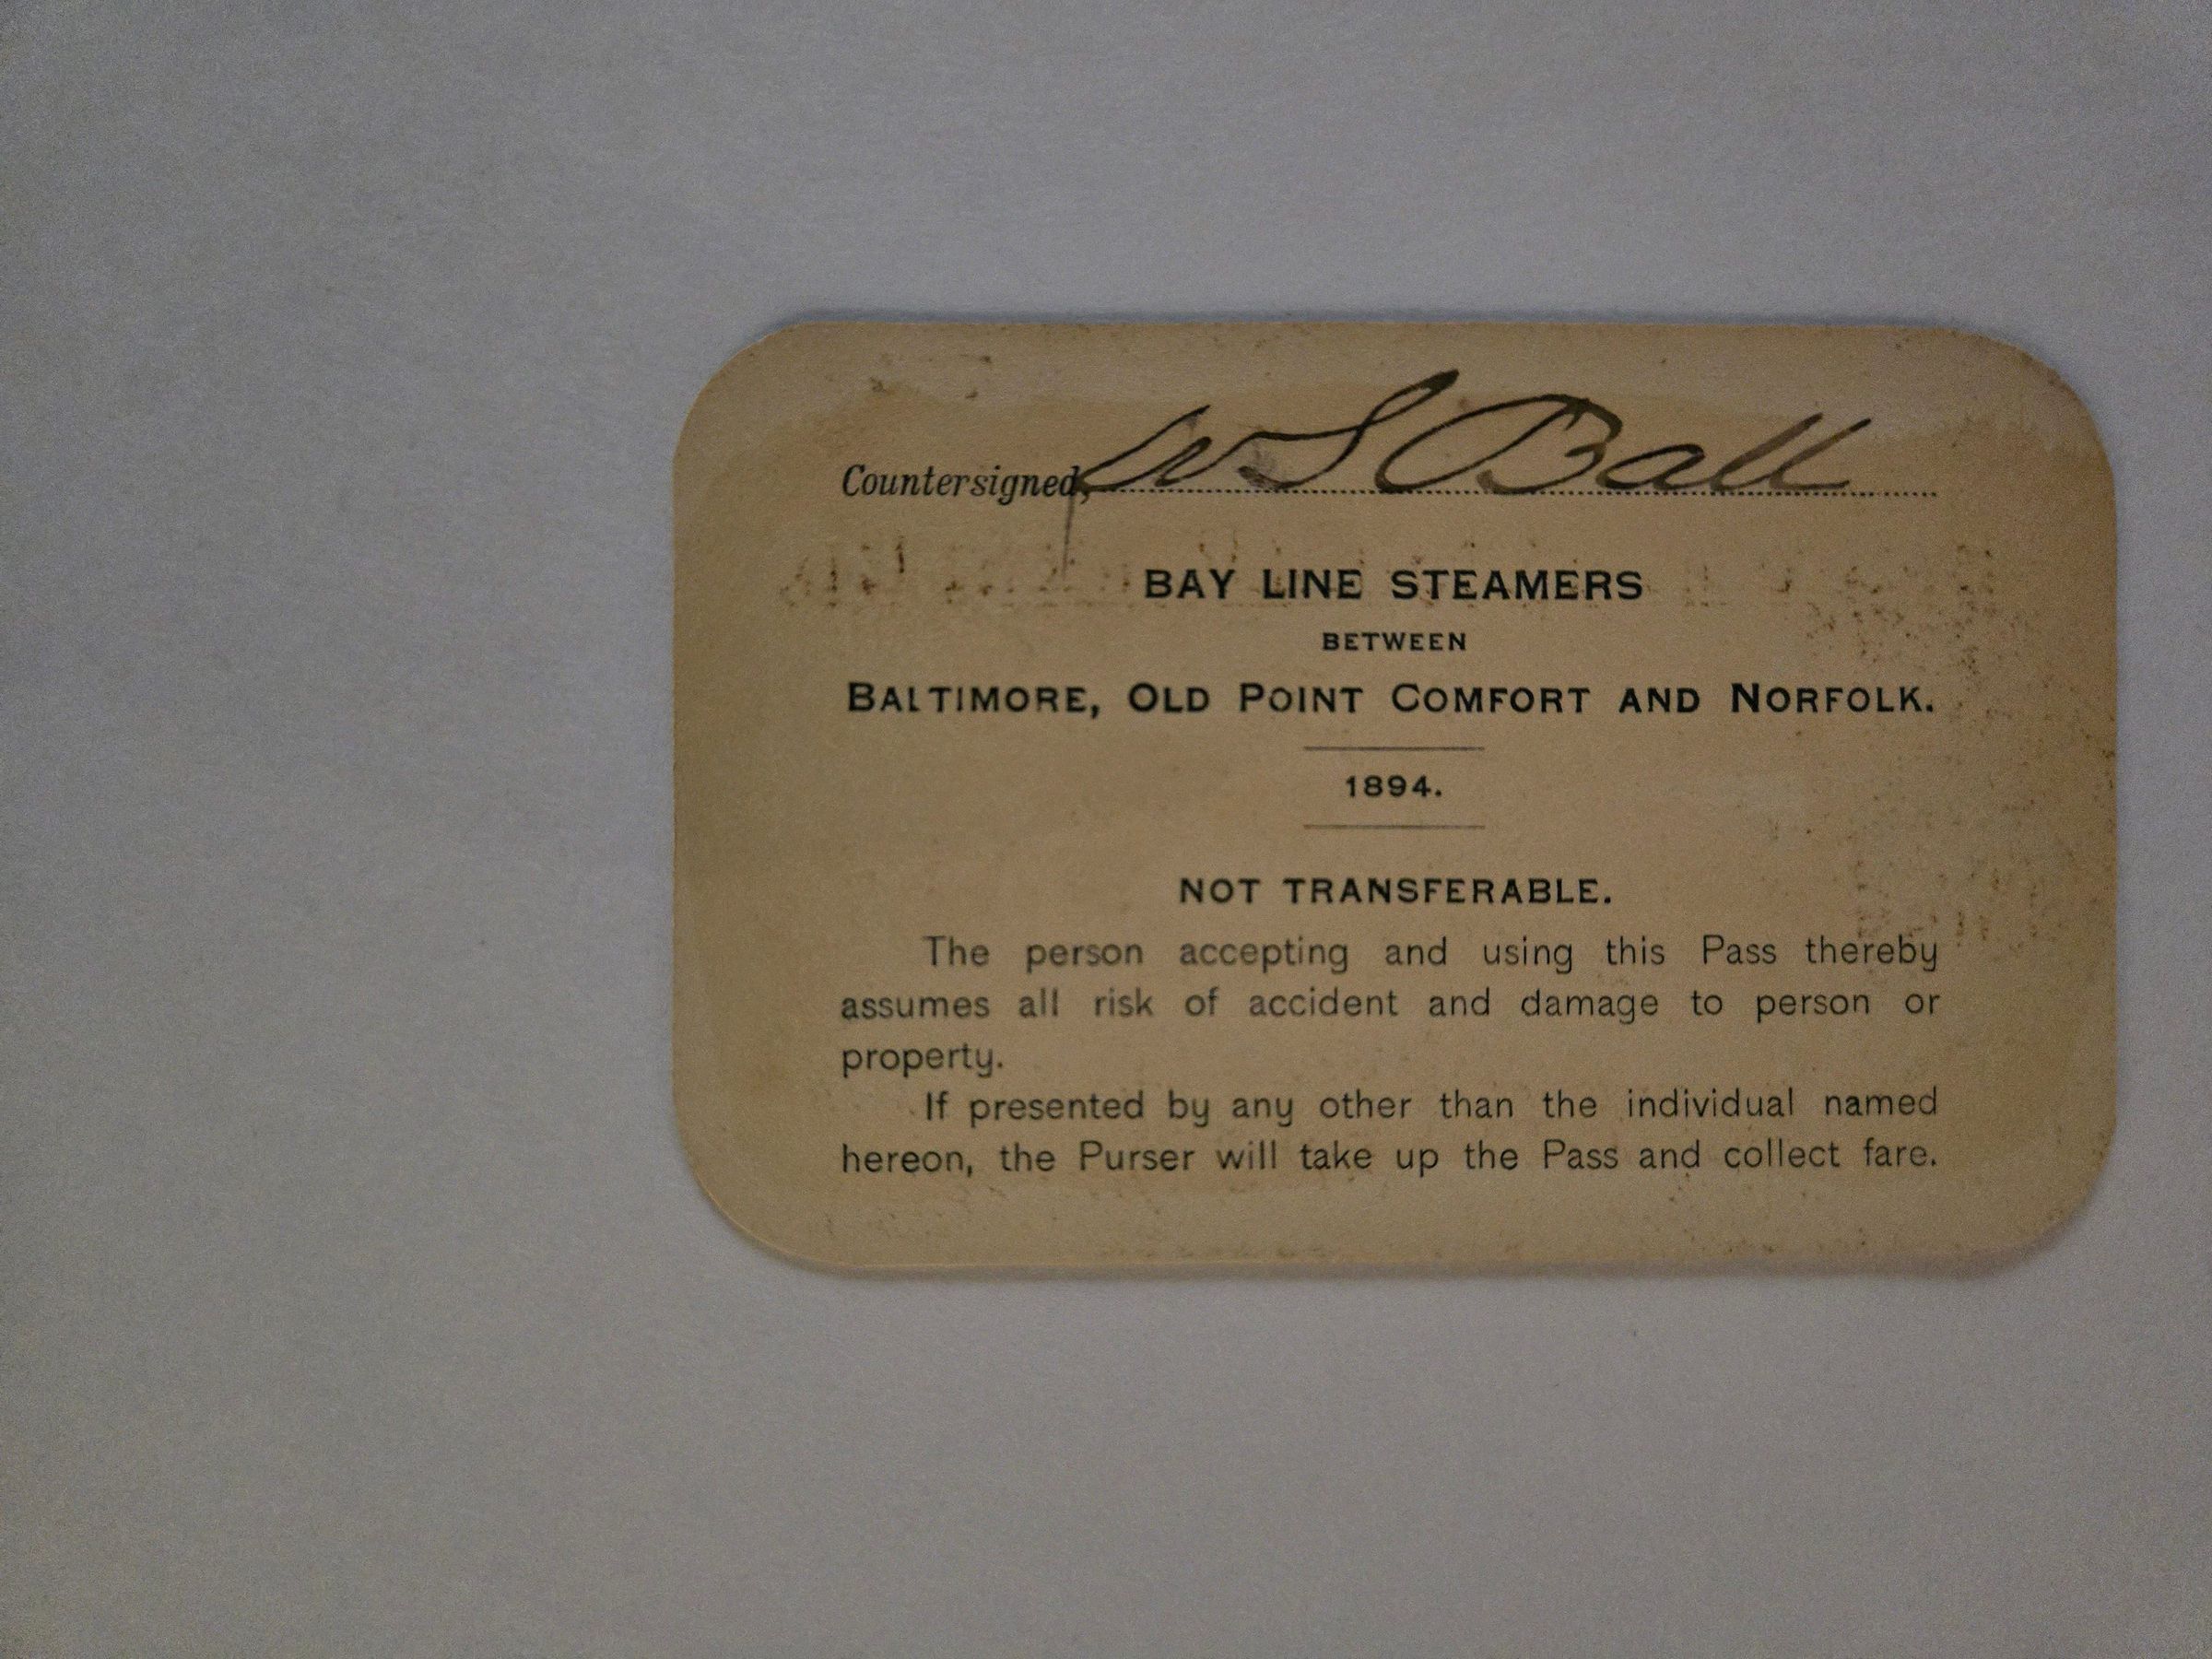 Countersigned, W S Ball
BAY LINE STEAMERS
BETWEEN
BALTIMORE, OLD POINT COMFORT AND NORFOLK.
1894.
NOT TRANSFERABLE.
The person accepting and using this Pass thereby
assumes all risk of accident and damage to person or
property.
If presented by any other than the individual named
hereon, the Purser will take up the Pass and collect fare.